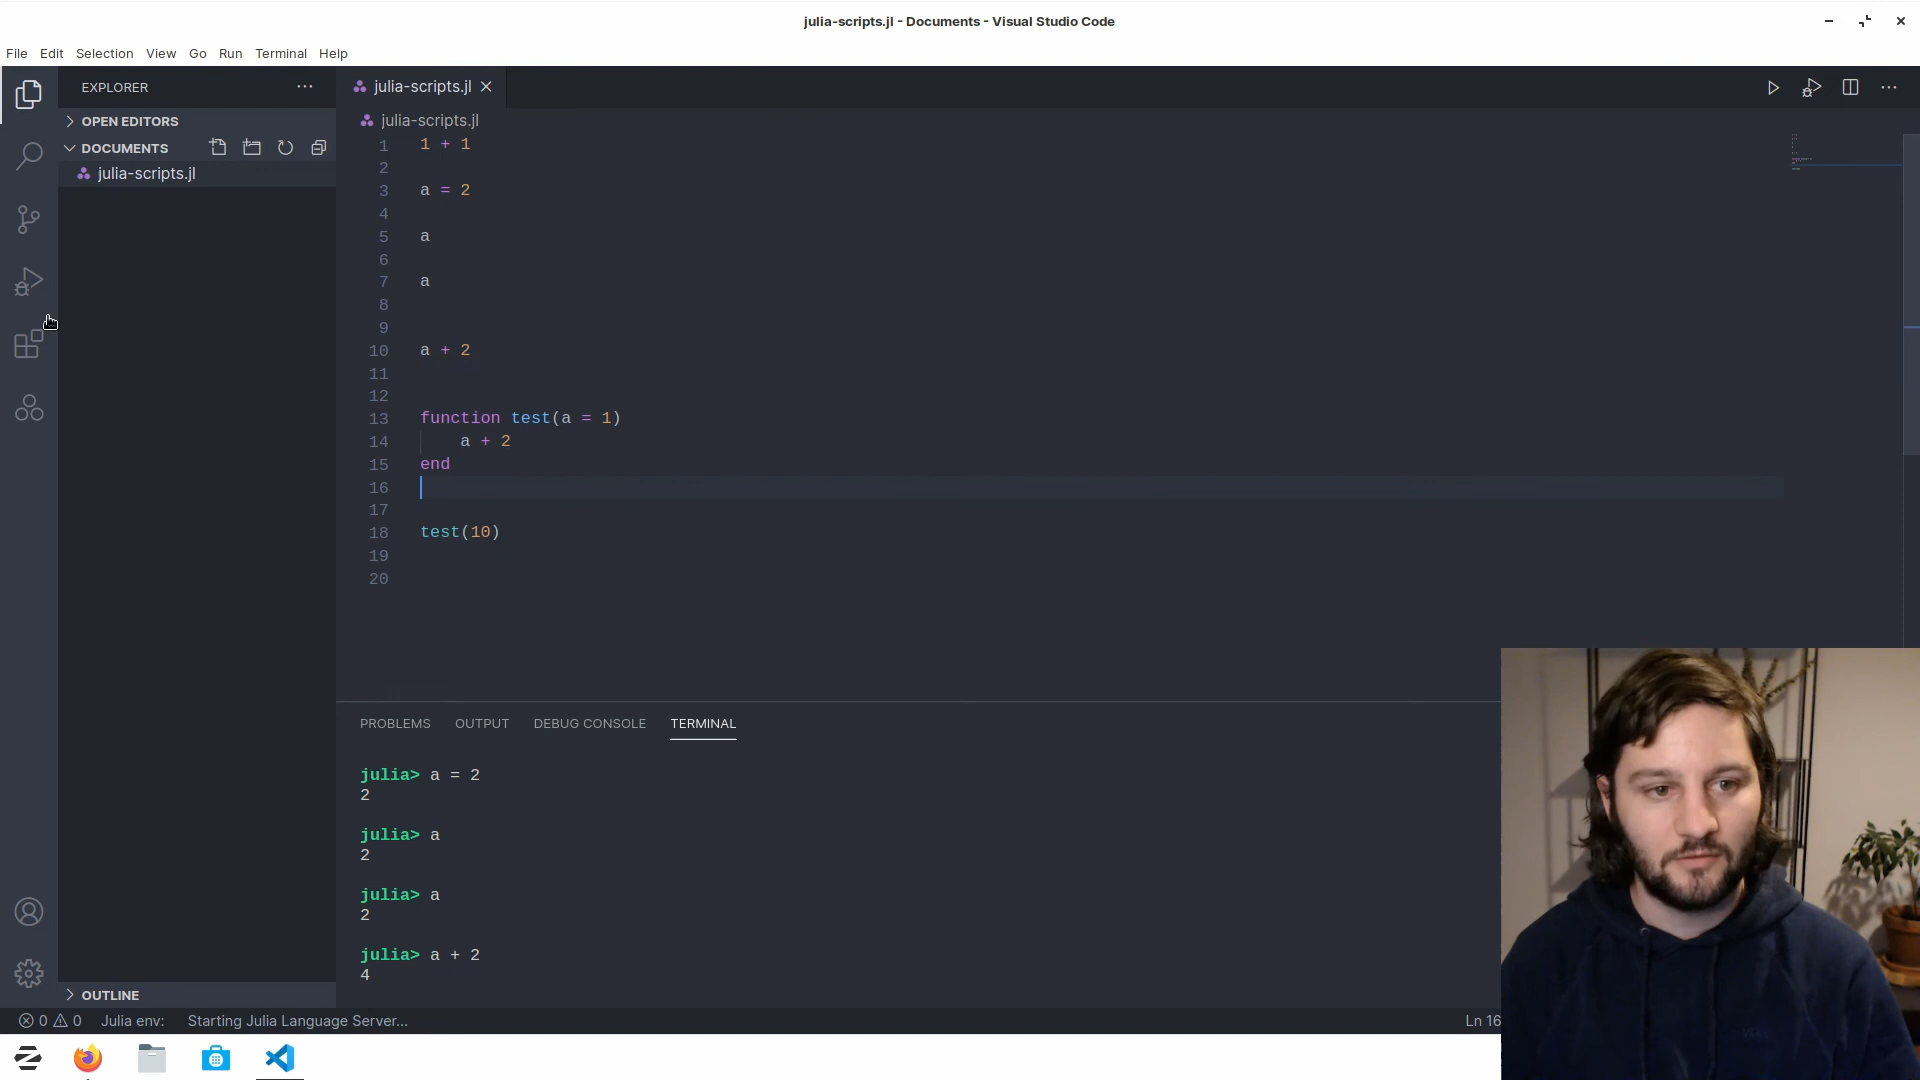 julia-scripts.jl - Documents - Visual Studio Code
File Edit Selection View Go Run Terminal Help
EXPLORER
julia-scripts.jl
OPEN EDITORS
julia-scripts.jl
DOCUMENTS
julia-scripts.jl
1 1 + 1
2
3 a = 2
4
5 a
6
7 a
8
9
10 a + 2
11
12
13 function test(a = 1)
14 a + 2
15 end
16
17
18 test(10)
19
20
PROBLEMS OUTPUT DEBUG CONSOLE TERMINAL
julia> a = 2
2
julia> a
2
julia> a
2
julia> a + 2
4
OUTLINE
0 0 Julia env: Starting Julia Language Server... Ln 16